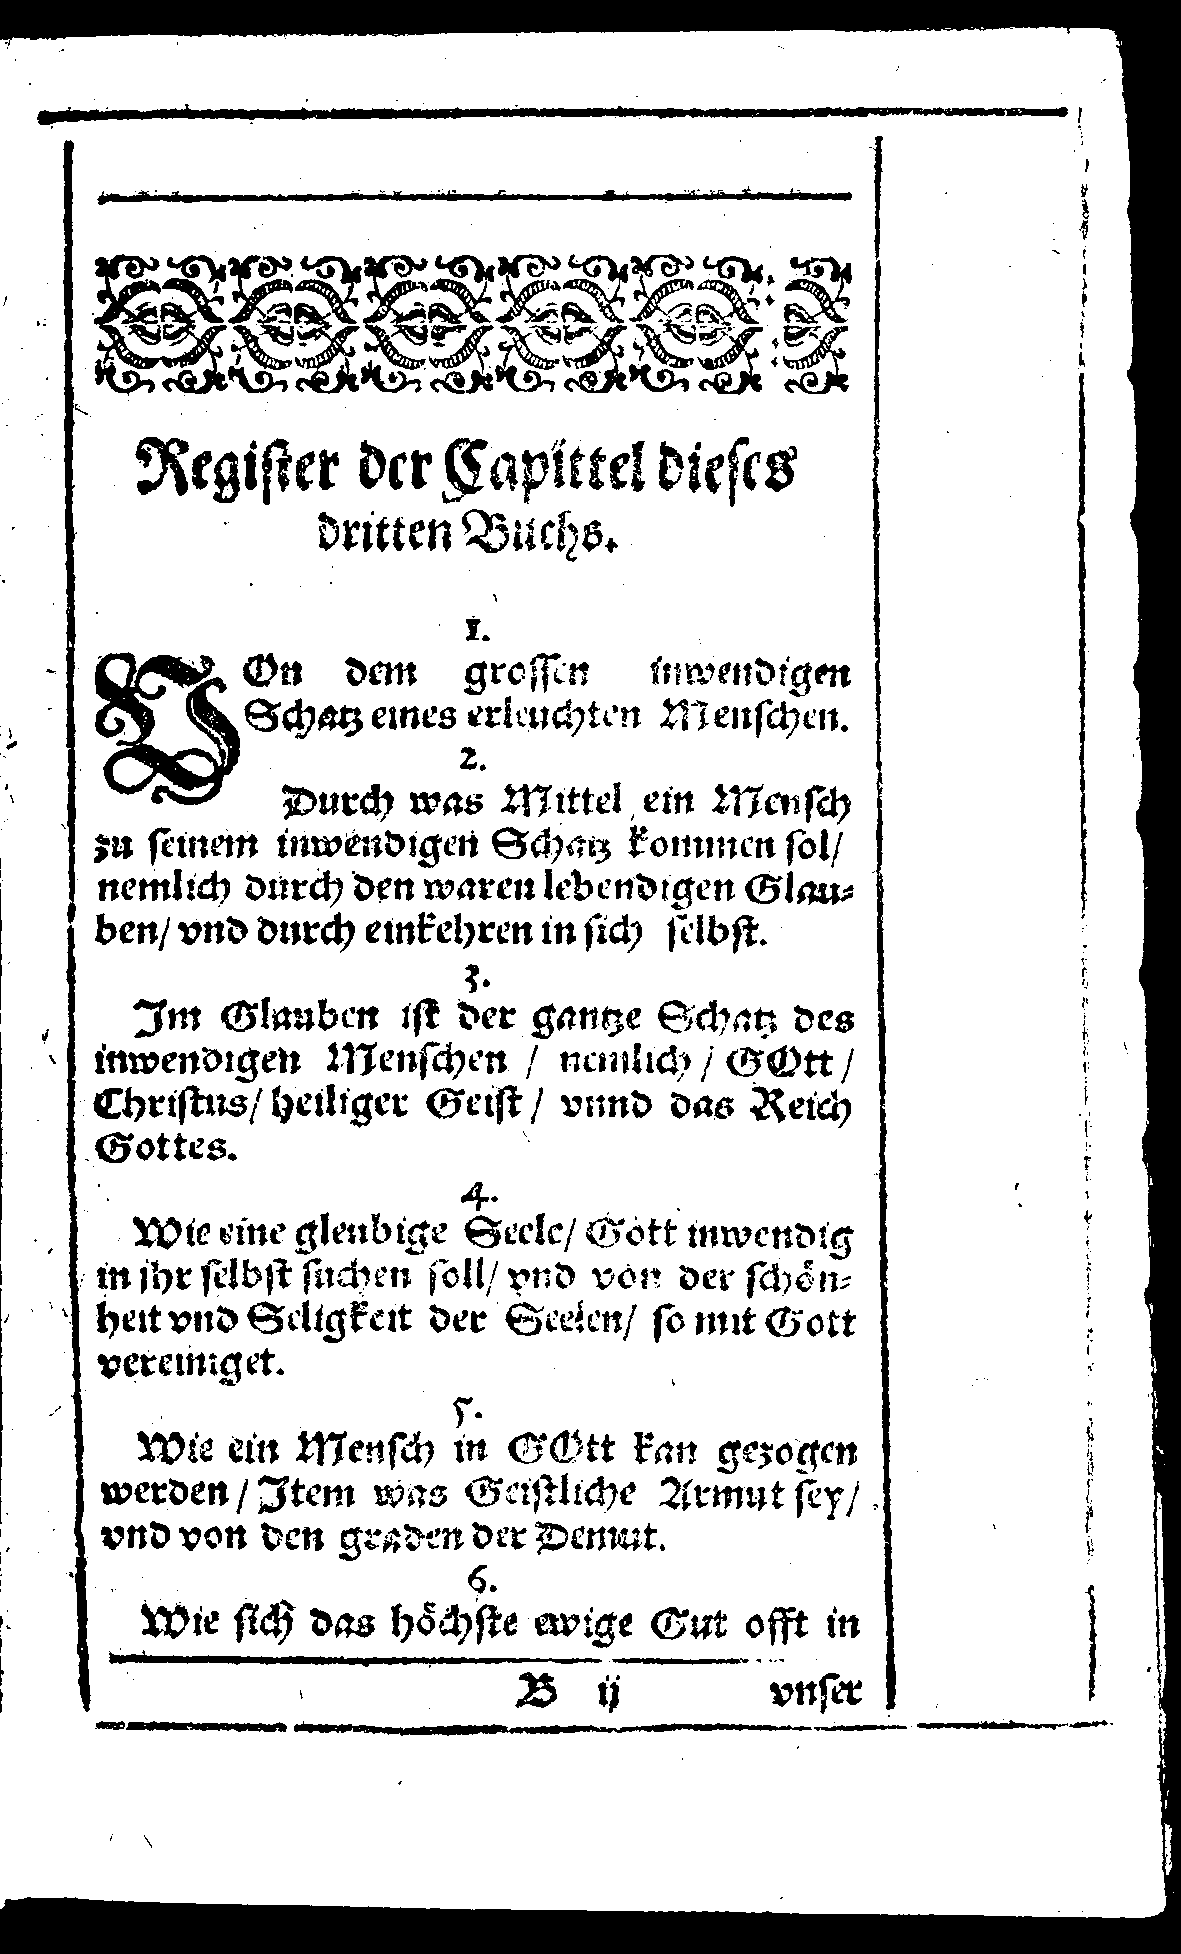 Regiſter der Capittel dieſes
dritten Buchs.
1.
VOn dem groſſen inwendigen
Schatz eines erleuchten Menſchen.
2.
Durch was Mittel ein Menſch
zu ſeinem inwendigen Schatz kommen ſol/
nemlich durch den waren lebendigen Glau⸗
ben/ vnd durch einkehren in ſich ſelbſt.
3.
Im Glauben iſt der gantze Schatz des
inwendigen Menſchen / nemlich / GOtt /
Chriſtus/ heiliger Geiſt / vnnd das Reich
Gottes.
4.
Wie eine gleubige Seele/ Gott inwendig
in jhr ſelbſt ſuchen ſoll/ vnd von der ſchön⸗
heit vnd Seligkeit der Seelen/ ſo mit Gott
vereiniget.
5.
Wie ein Menſch in GOtt kan gezogen
werden / Item was Geiſtliche Armut ſey/
vnd von den graden der Demut.
6.
Wie ſich das höchſte ewige Gut offt in
B ij vnſer